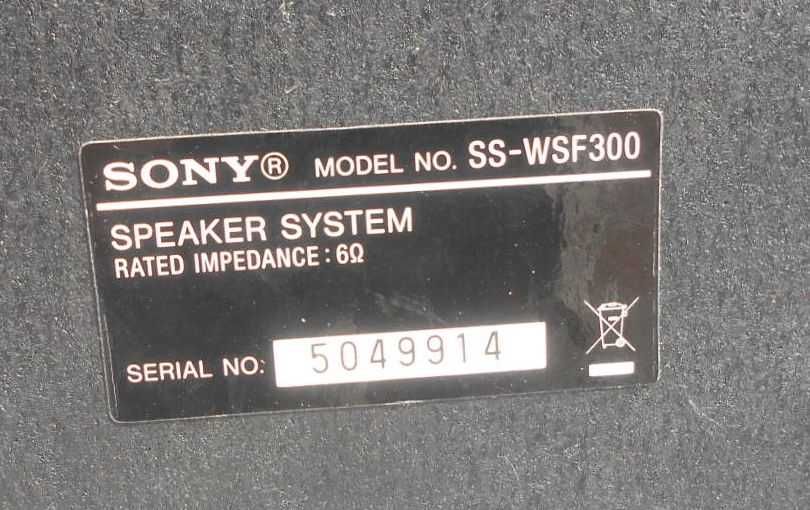 SONY® MODEL NO. SS-WSF300
SPEAKER SYSTEM
RATED IMPEDANCE : 6Ω
SERIAL NO: 5049914